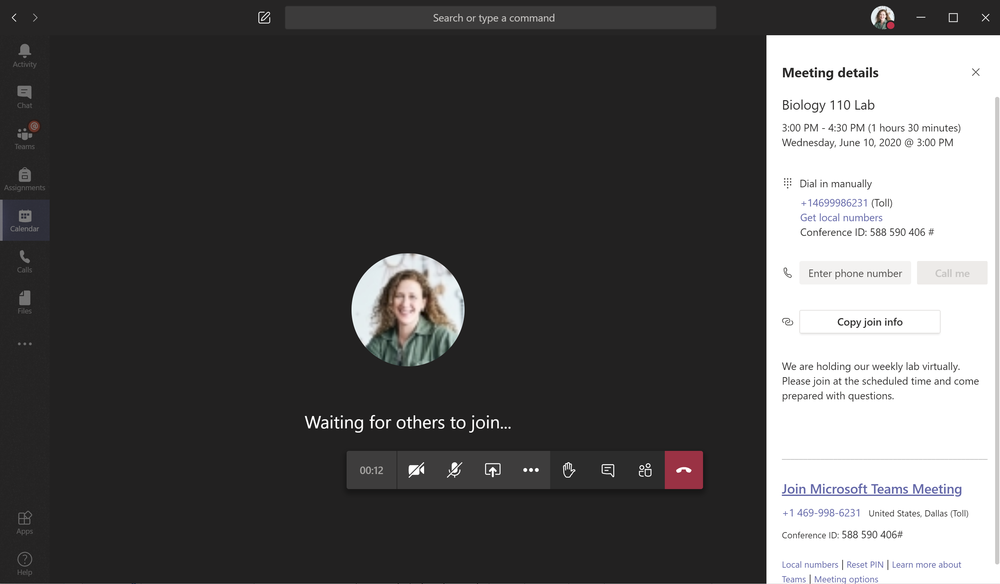 Search or type a command
Activity
Chat
@
Teams
Assignments
Calendar
Calls
Files
Apps
Help
Waiting for others to join...
00:12
Meeting details
Biology 110 Lab
3:00 PM - 4:30 PM (1 hours 30 minutes)
Wednesday, June 10, 2020 @ 3:00 PM
Dial in manually
+14699986231 (Toll)
Get local numbers
Conference ID: 588 590 406 #
Enter phone number
Call me
Copy join info
We are holding our weekly lab virtually.
Please join at the scheduled time and come
prepared with questions.
Join Microsoft Teams Meeting
+1 469-998-6231 United States, Dallas (Toll)
Conference ID: 588 590 406#
Local numbers | Reset PIN | Learn more about
Teams | Meeting options